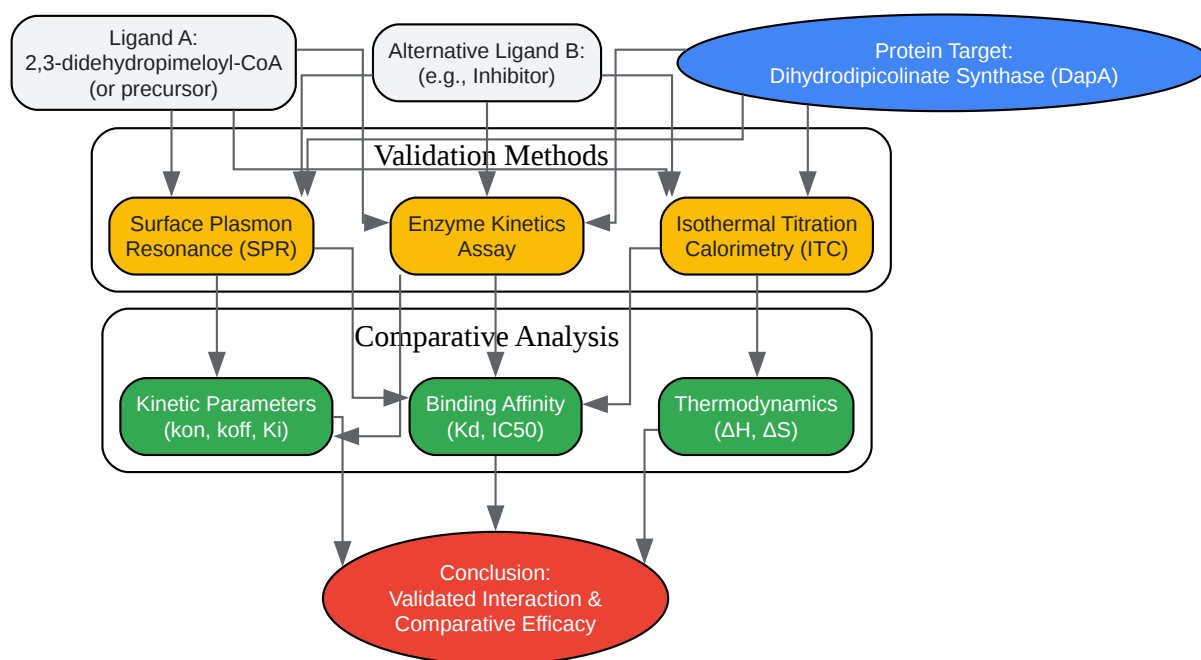 Ligand A:
2,3-didehydropimeloyl-CoA
(or precursor)
Alternative Ligand B:
(e.g., Inhibitor)
Protein Target:
Dihydrodipicolinate Synthase (DapA)
Validation Methods
Surface Plasmon
Resonance (SPR)
Enzyme Kinetics
Assay
Isothermal Titration
Calorimetry (ITC)
Comparative Analysis
Kinetic Parameters
(kon, koff, Ki)
Binding Affinity
(Kd, IC50)
Thermodynamics
(ΔH, ΔS)
Conclusion:
Validated Interaction &
Comparative Efficacy